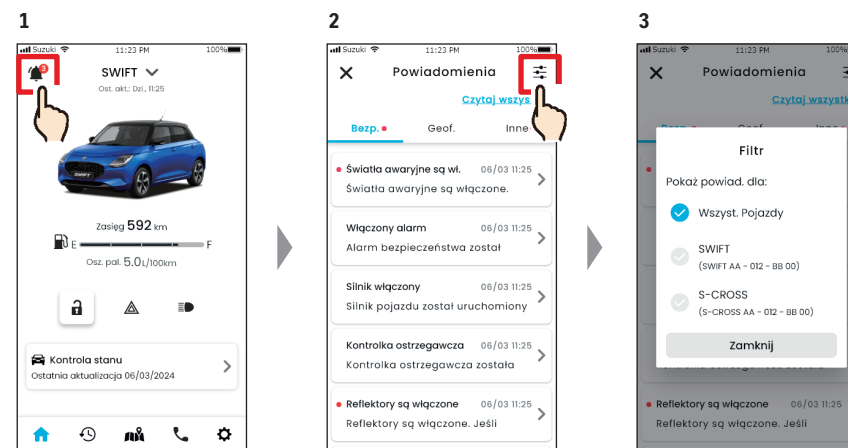 1
Suzuki 11:23 PM 100%
3
SWIFT
Ost. akt.: Dzi., 11:25
SWIFT
Zasięg 592 km
E F
Osz. pal. 5.0L/100km
Kontrola stanu
Ostatnia aktualizacja 06/03/2024
2
Suzuki 11:23 PM 100%
Powiadomienia
Czytaj wszys
Bezp. Geof. Inne
Światła awaryjne są wł. 06/03 11:25
Światła awaryjne są włączone.
Włączony alarm 06/03 11:25
Alarm bezpieczeństwa został
Silnik włączony 06/03 11:25
Silnik pojazdu został uruchomiony
Kontrolka ostrzegawcza 06/03 11:25
Kontrolka ostrzegawcza została
Reflektory są włączone 06/03 11:25
Reflektory są włączone. Jeśli
3
Suzuki 11:23 PM 100%
Powiadomienia
Czytaj wszystk
Filtr
Pokaż powiad. dla:
Wszyst. Pojazdy
SWIFT
(SWIFT AA - 012 - BB 00)
S-CROSS
(S-CROSS AA - 012 - BB 00)
Zamknij
Reflektory są włączone 06/03 11:25
Reflektory są włączone. Jeśli